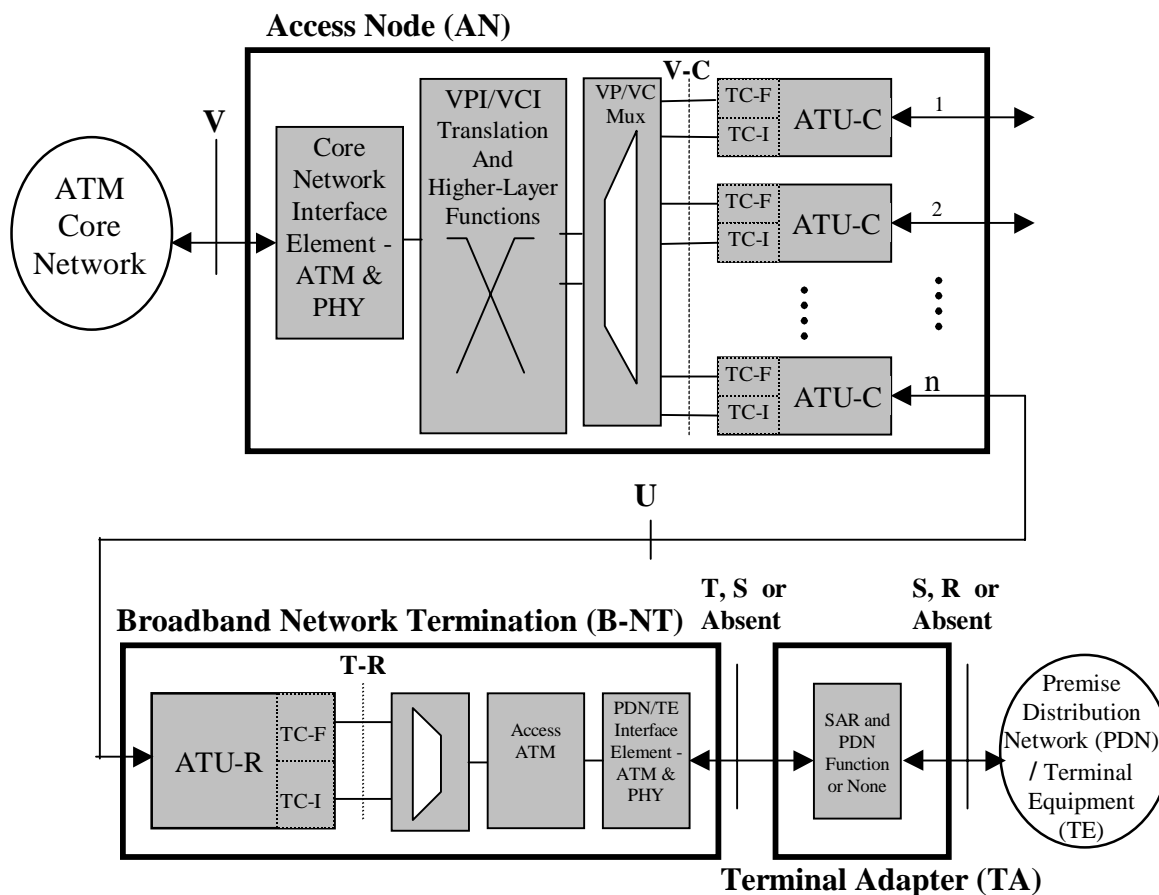 Access Node (AN)
V
ATM
Core
Network
Core
Network
Interface
Element -
ATM &
PHY
VPI/VCI
Translation
And
Higher-Layer
Functions
VP/VC
Mux
V-C
TC-F
TC-I
ATU-C
1
TC-F
TC-I
ATU-C
2
TC-F
TC-I
ATU-C
n
U
Broadband Network Termination (B-NT)
T, S or
Absent
S, R or
Absent
T-R
ATU-R
TC-F
TC-I
Access
ATM
PDN/TE
Interface
Element -
ATM &
PHY
SAR and
PDN
Function
or None
Premise
Distribution
Network (PDN)
/ Terminal
Equipment
(TE)
Terminal Adapter (TA)